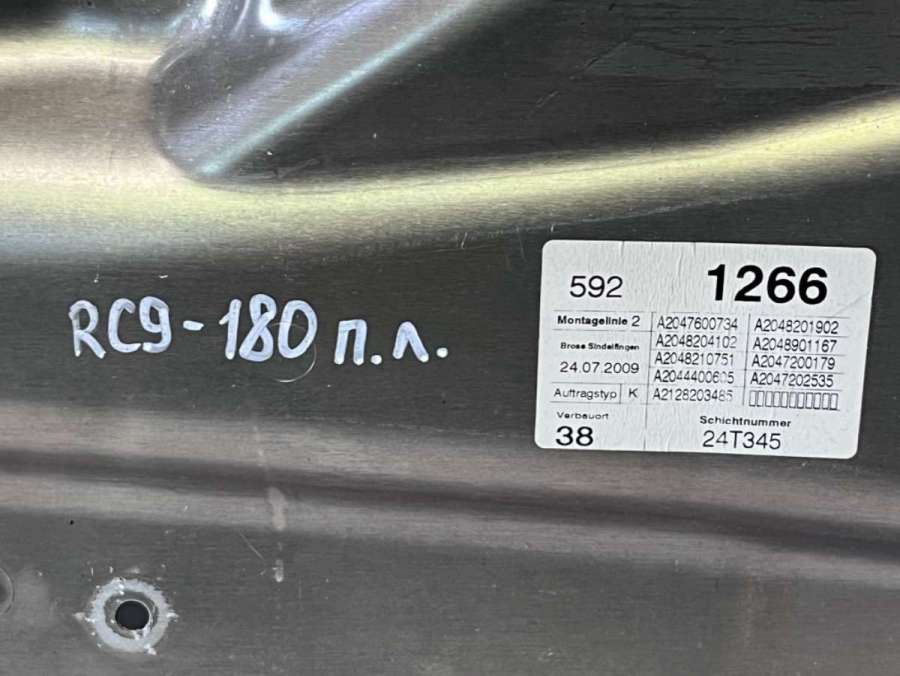 RC9-180 п.л.
592 1266
Montagelinie 2 A2047600734 A2048201902
Brose Sindelfingen A2048204102 A2048901167
24.07.2009 A2048210751 A2047200179
A2044400605 A2047202535
Auftragstyp K A2128203485
Verbauort Schichtnummer
38 24T345